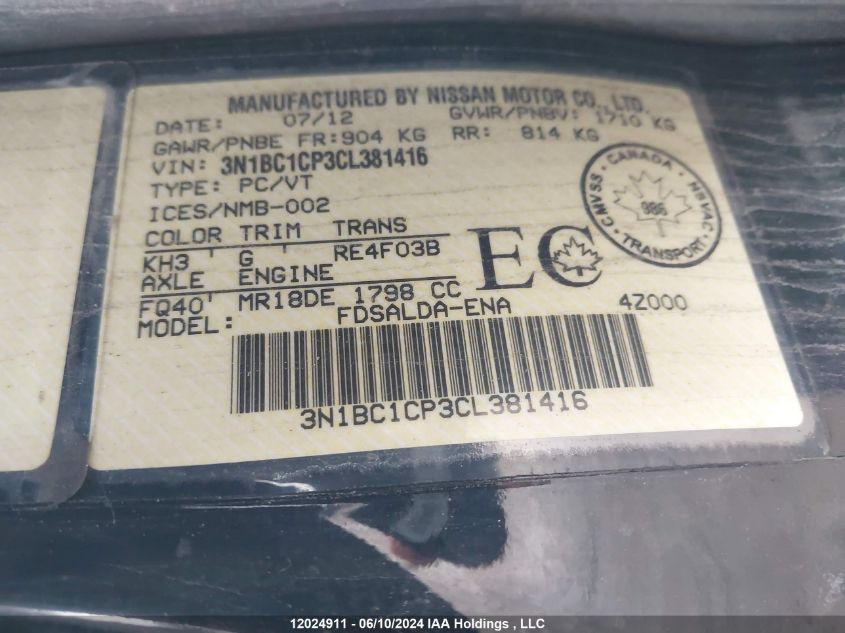 MANUFACTURED BY NISSAN MOTOR CO., LTD.
DATE: 07/12 GVWR/PNBV: 1710 KG
GAWR/PNBE FR: 904 KG RR: 814 KG
VIN: 3N1BC1CP3CL381416
TYPE: PC/VT
ICES/NMB-002
COLOR TRIM TRANS
KH3 G RE4F03B
AXLE ENGINE
FQ40 MR18DE 1798 CC
MODEL: FDSALDA-ENA 4Z000
EC
CANADA
CMVSS NSVAC
986
TRANSPORT
3N1BC1CP3CL381416
12024911 - 06/10/2024 IAA Holdings , LLC